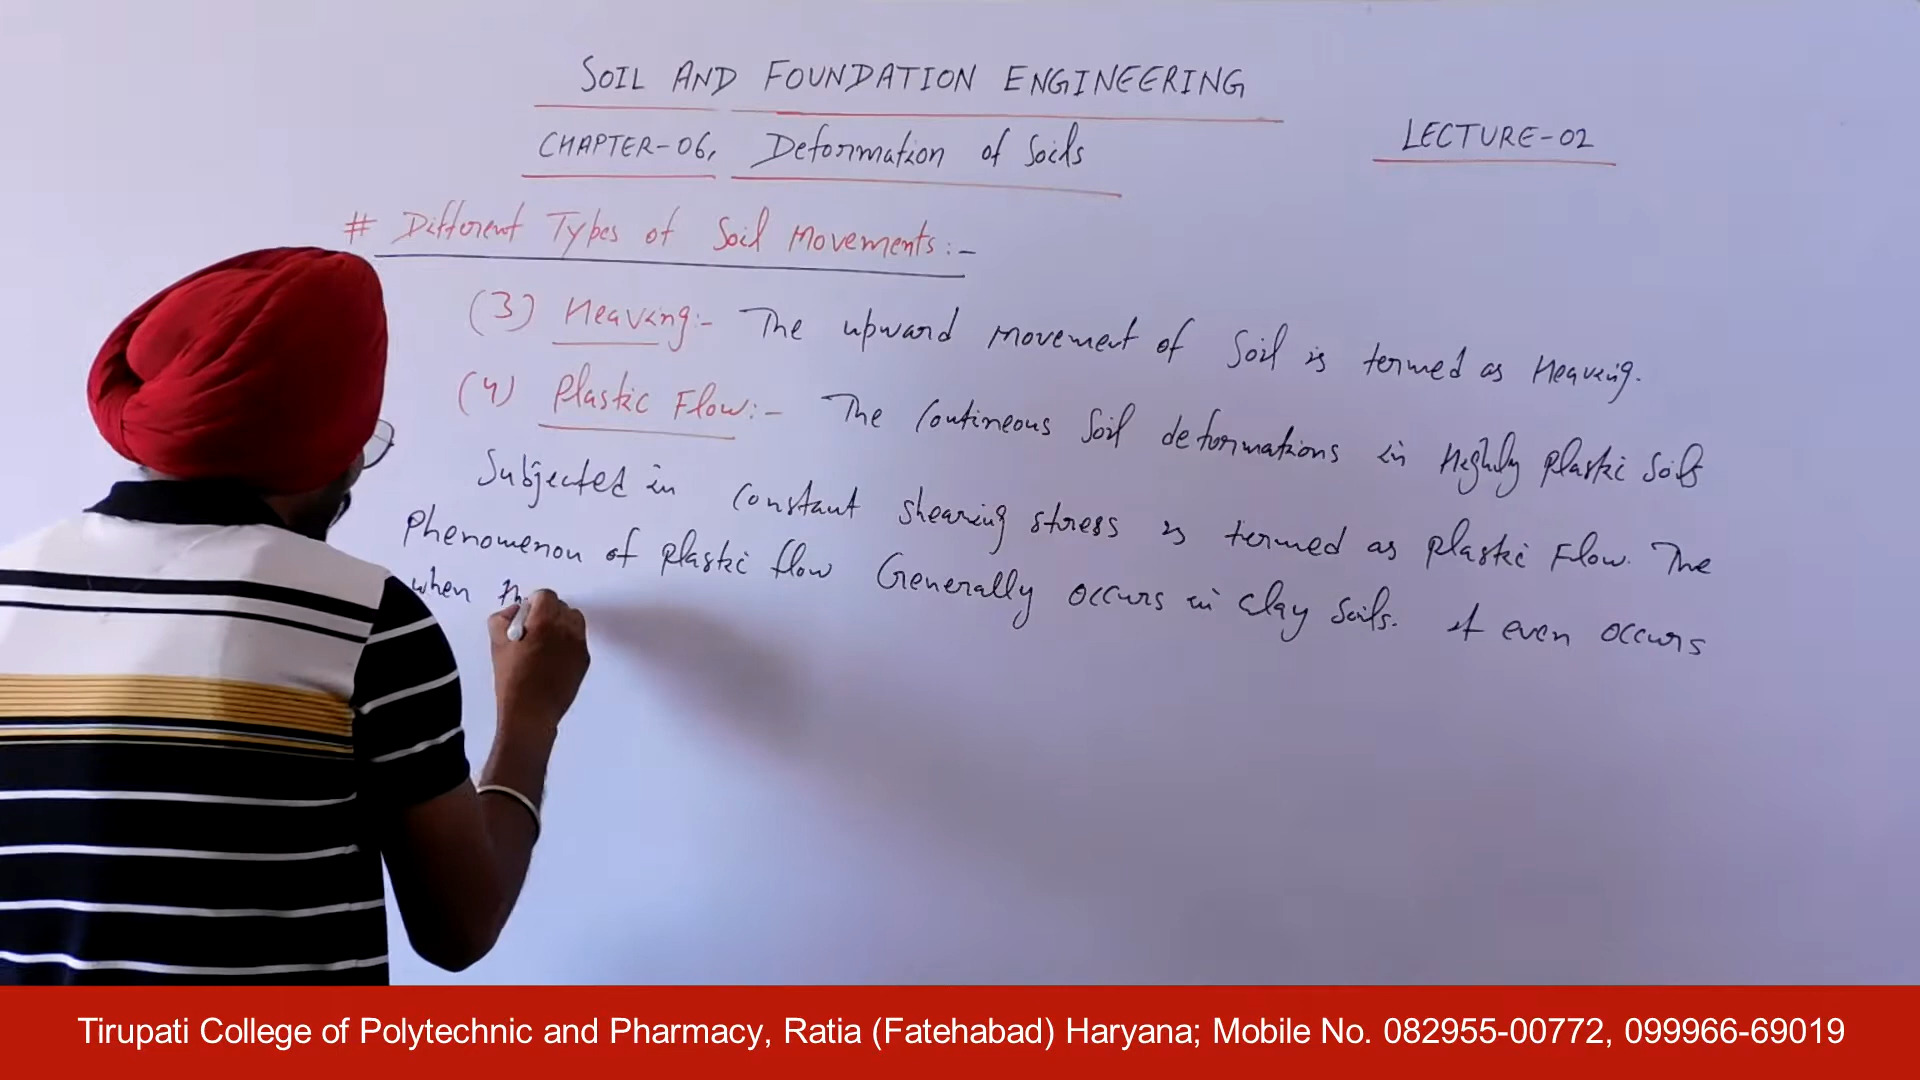 SOIL AND FOUNDATION ENGINEERING
CHAPTER-06, Deformation of Soils
LECTURE-02
# Different Types of Soil Movements:-
(3) Heaving:- The upward movement of Soil is termed as Heaving.
(4) Plastic Flow:- The Contineous Soil deformations in Highly plastic Soils
Subjected in constant shearing stress is termed as plastic Flow. The
Phenomenon of plastic flow Generally occurs in clay soils. It even occurs
when
Tirupati College of Polytechnic and Pharmacy, Ratia (Fatehabad) Haryana; Mobile No. 082955-00772, 099966-69019